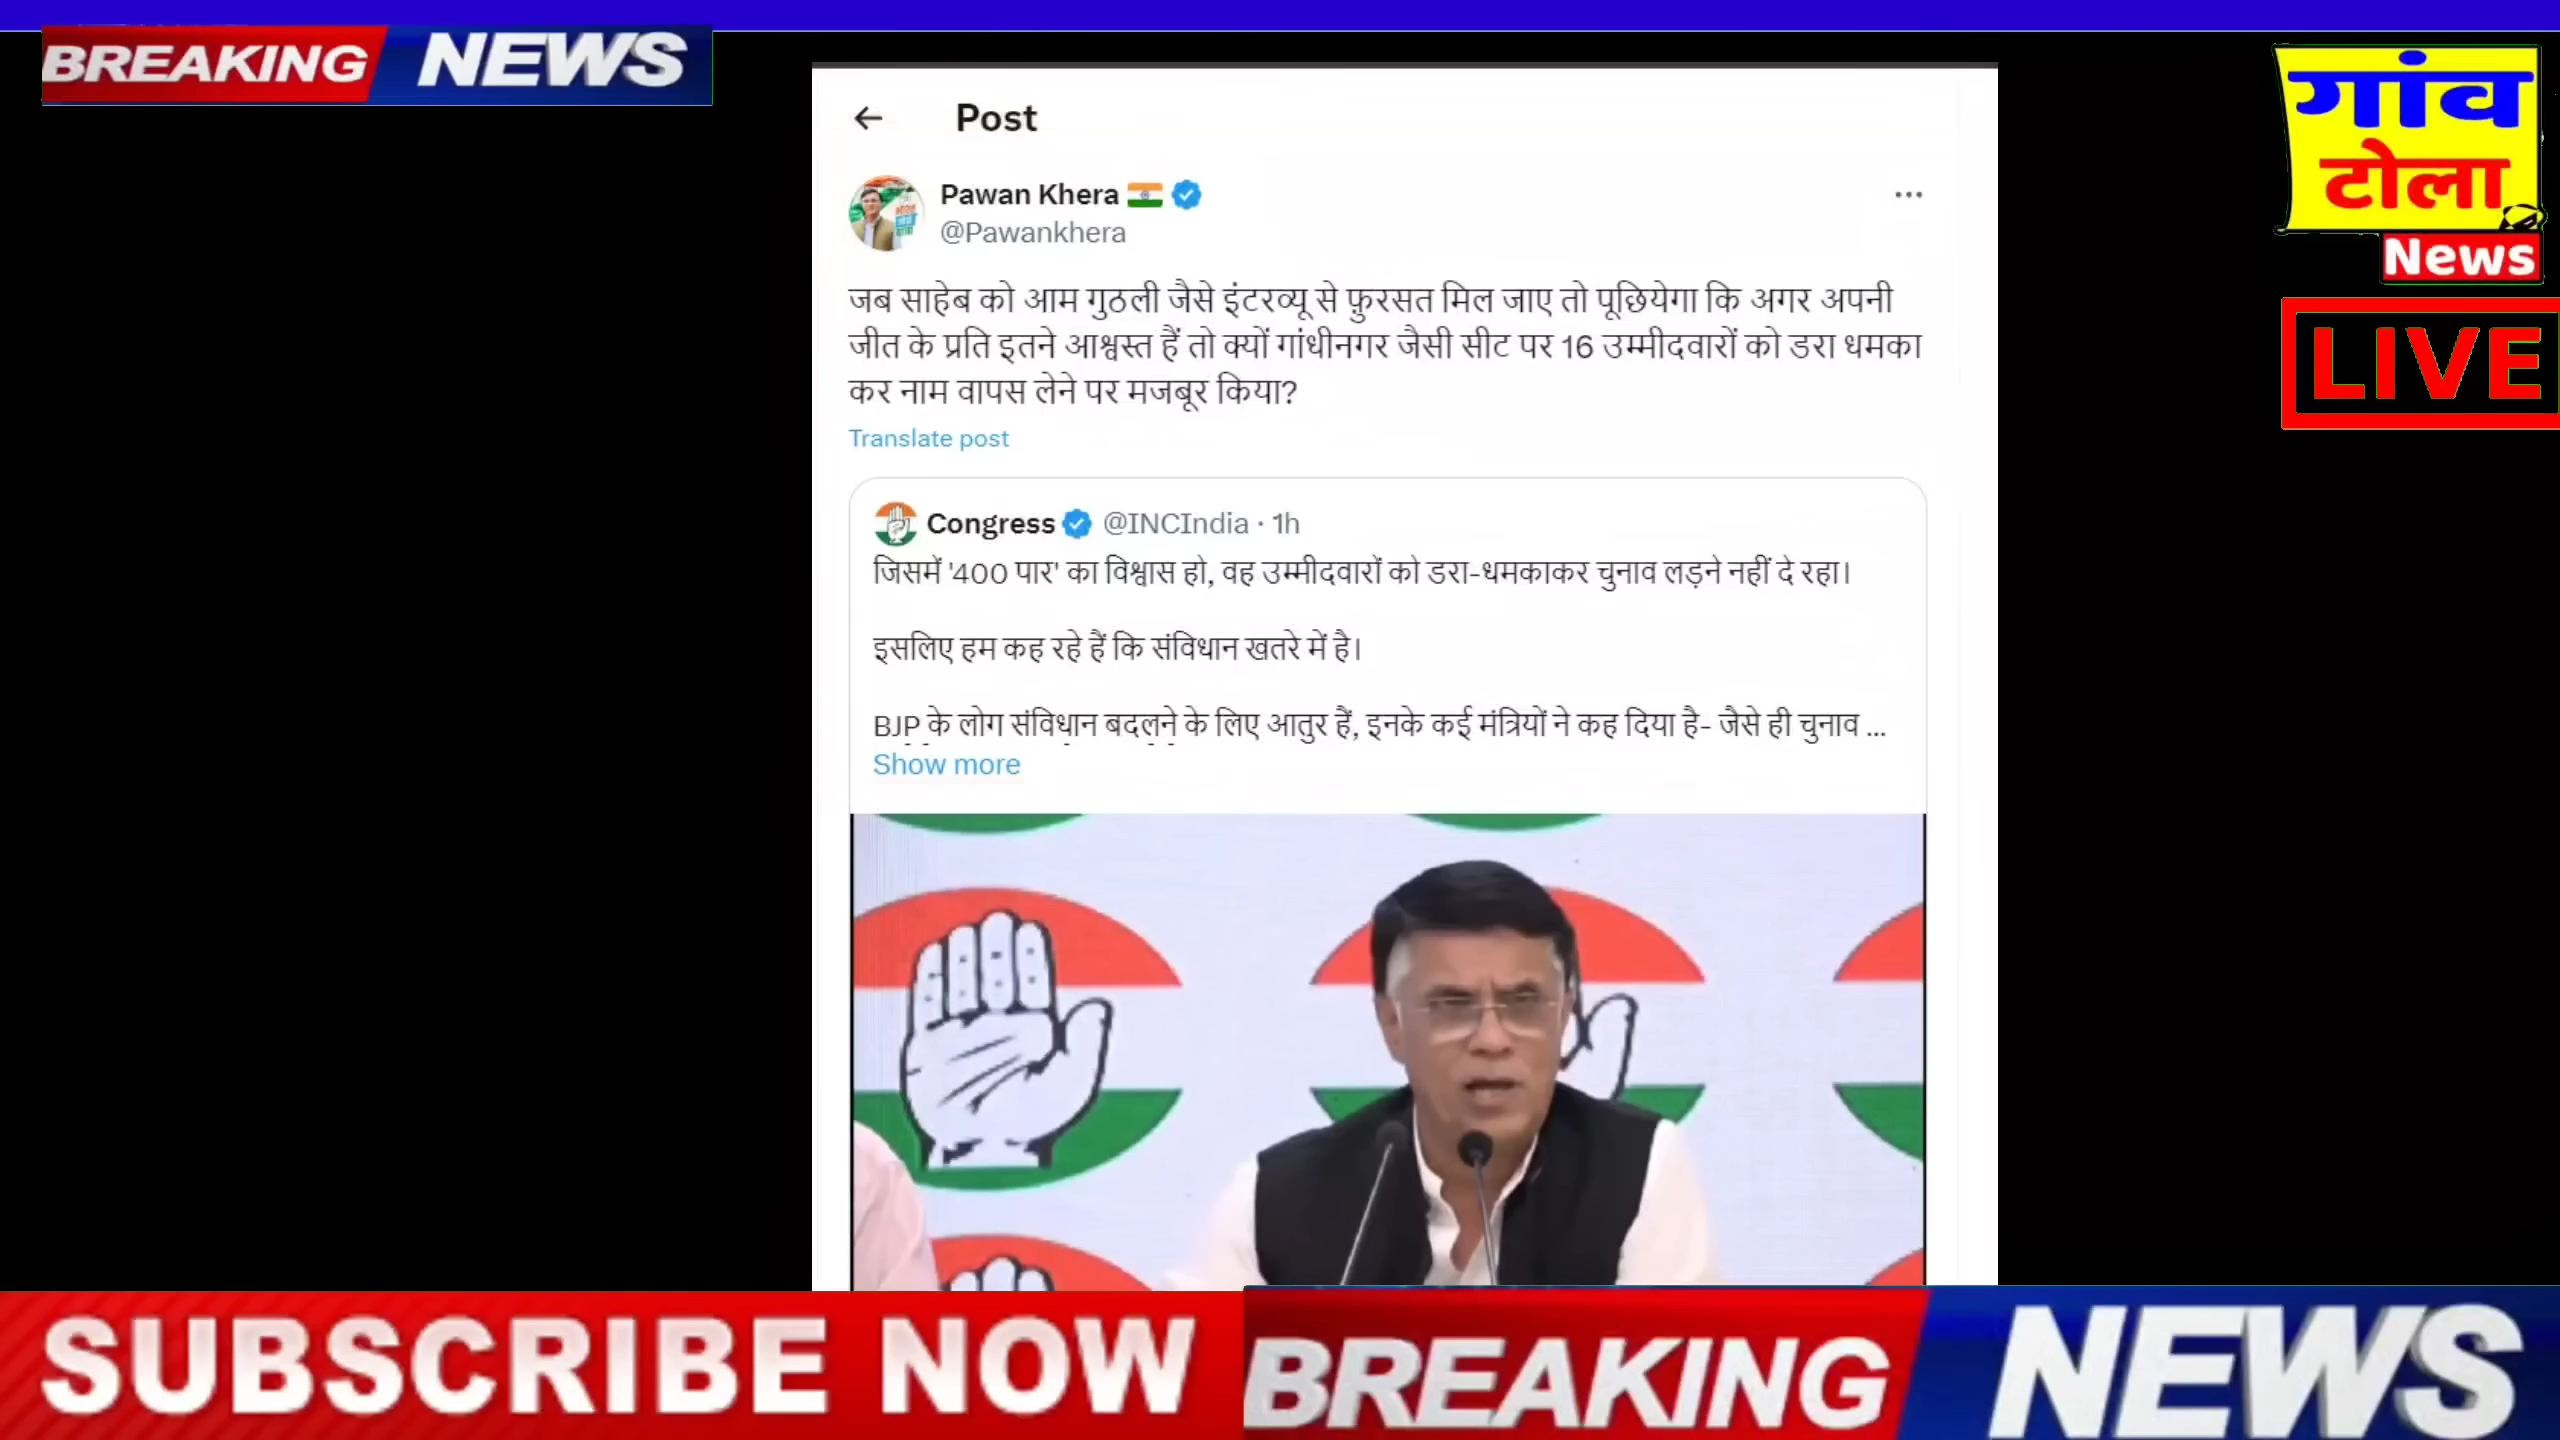 BREAKING NEWS
गांव
टोला
News
LIVE
Post
Pawan Khera
@Pawankhera
जब साहेब को आम गुठली जैसे इंटरव्यू से फ़ुरसत मिल जाए तो पूछियेगा कि अगर अपनी
जीत के प्रति इतने आश्वस्त हैं तो क्यों गांधीनगर जैसी सीट पर 16 उम्मीदवारों को डरा धमका
कर नाम वापस लेने पर मजबूर किया?
Translate post
Congress @INCIndia · 1h
जिसमें '400 पार' का विश्वास हो, वह उम्मीदवारों को डरा-धमकाकर चुनाव लड़ने नहीं दे रहा।
इसलिए हम कह रहे हैं कि संविधान खतरे में है।
BJP के लोग संविधान बदलने के लिए आतुर हैं, इनके कई मंत्रियों ने कह दिया है- जैसे ही चुनाव ...
Show more
SUBSCRIBE NOW BREAKING NEWS